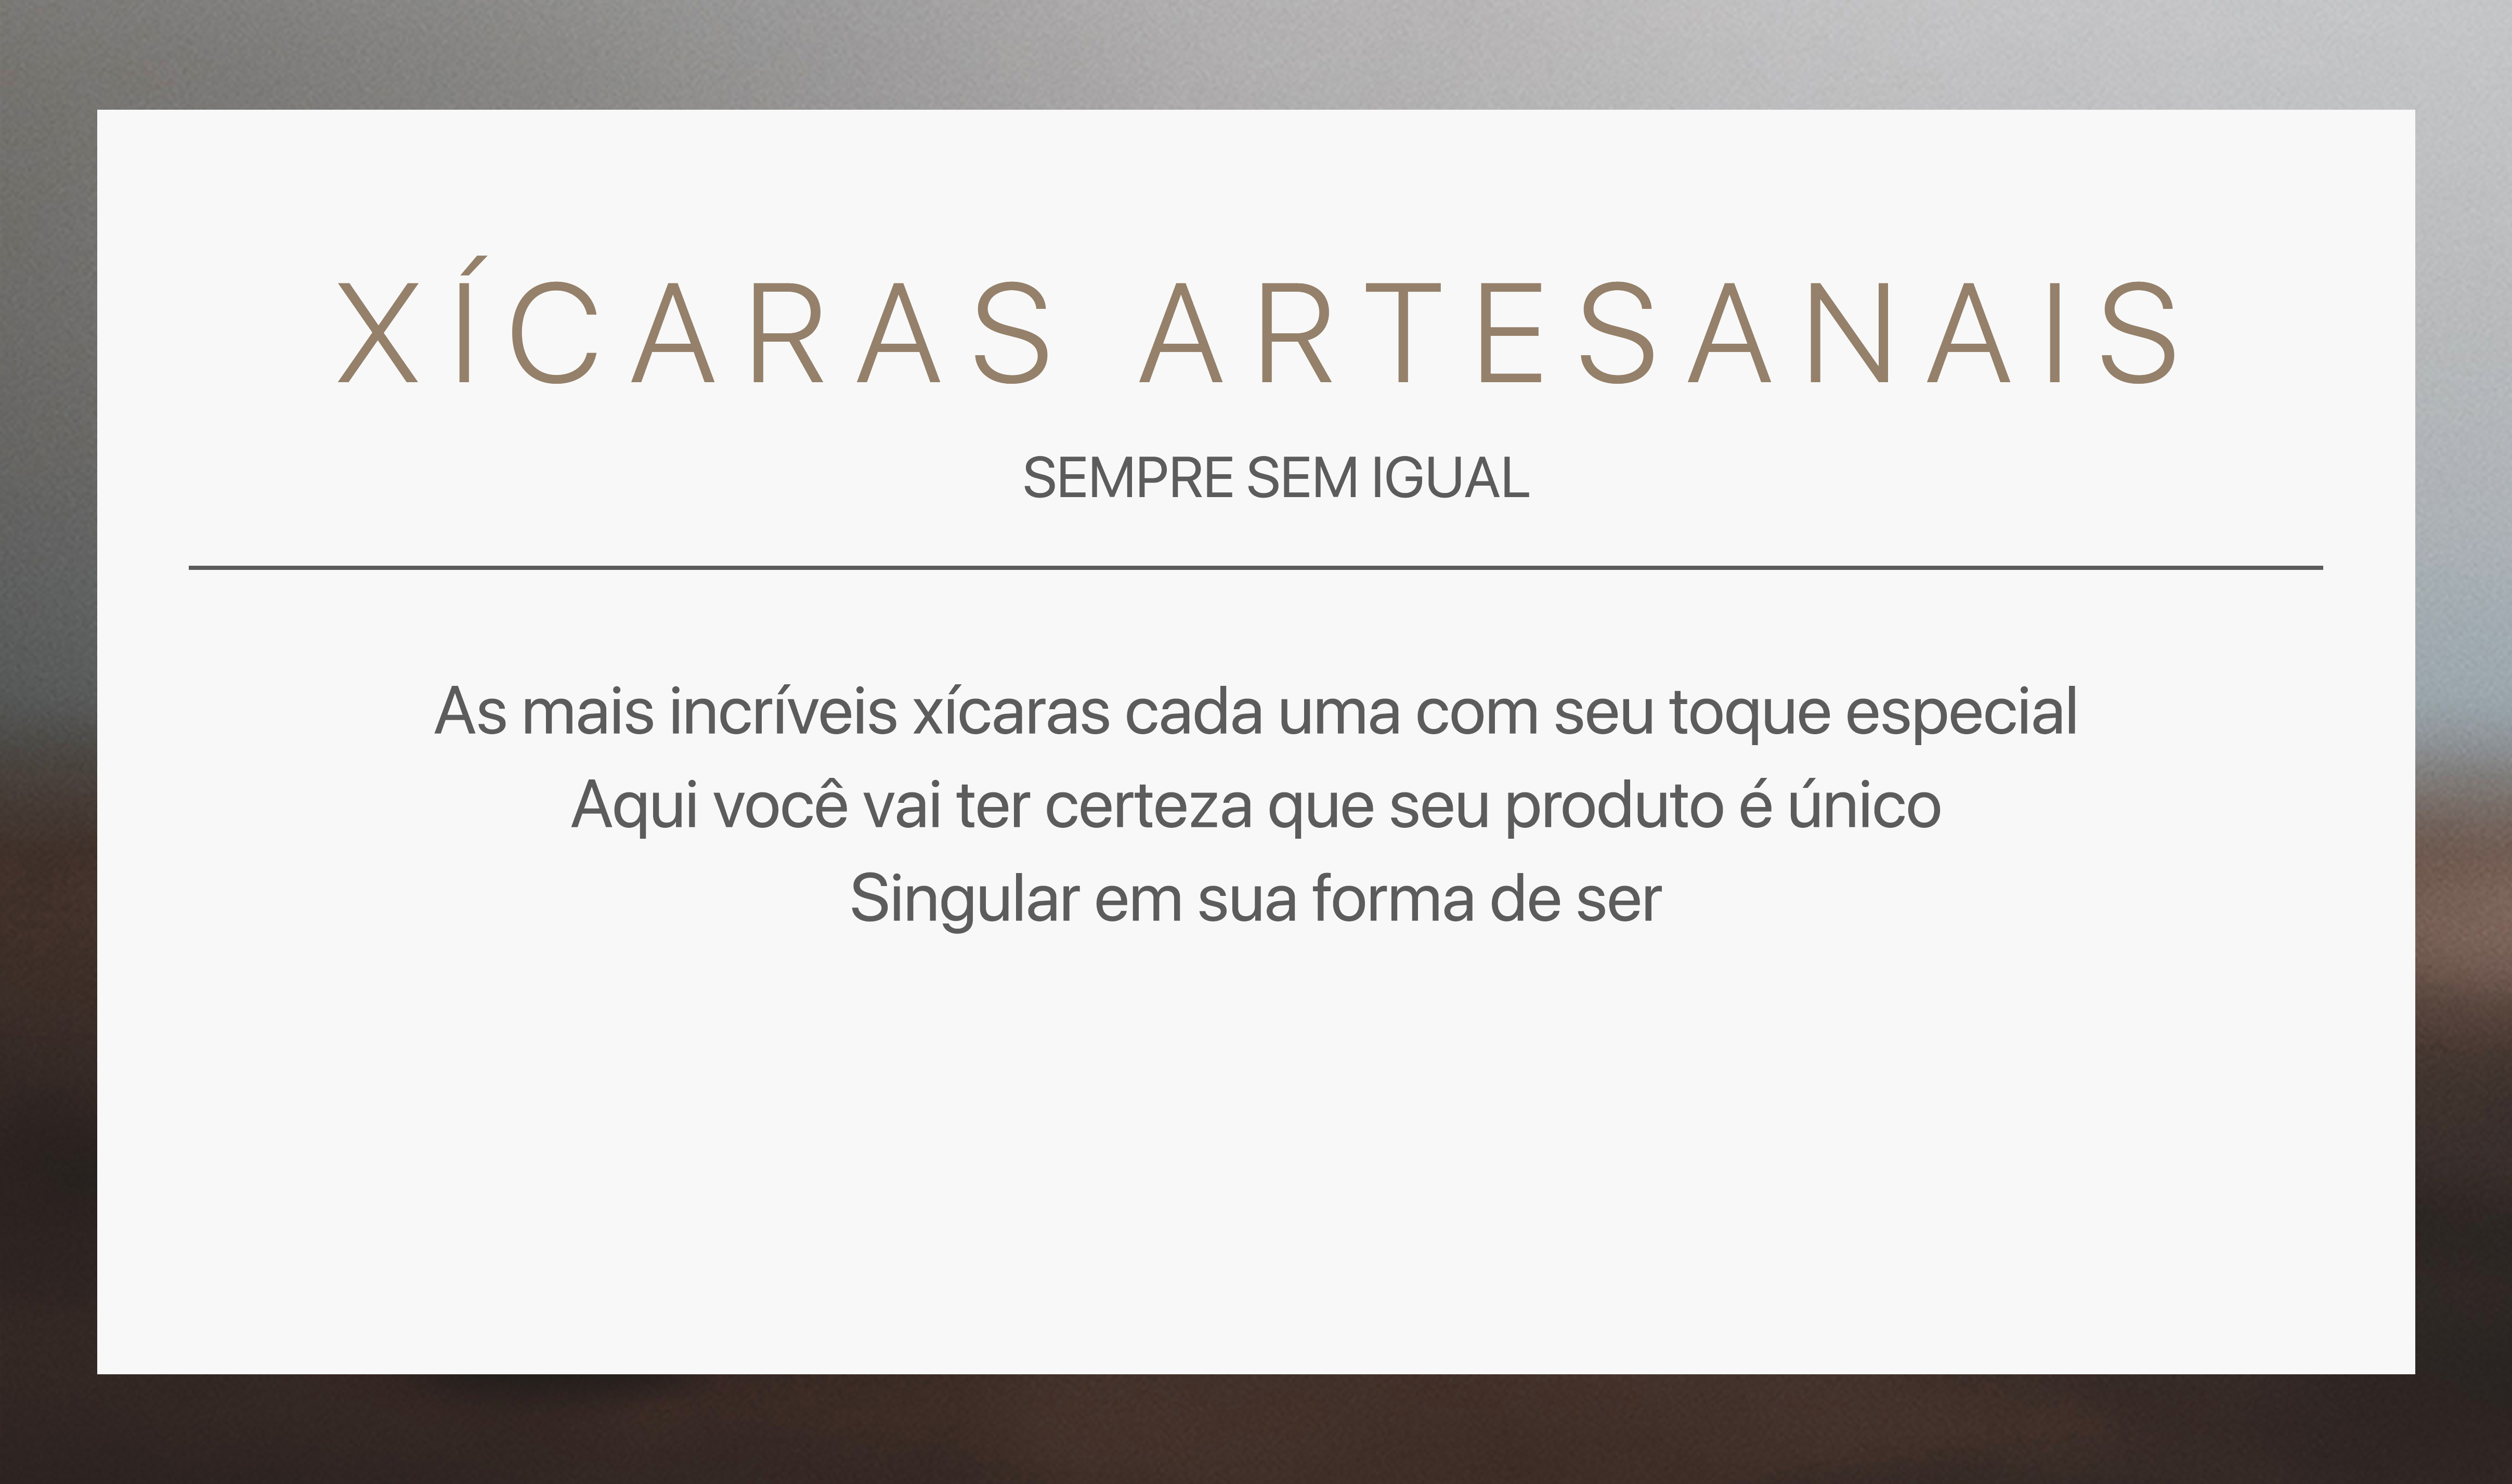 XÍCARAS ARTESANAIS
SEMPRE SEM IGUAL
As mais incríveis xícaras cada uma com seu toque especial
Aqui você vai ter certeza que seu produto é único
Singular em sua forma de ser